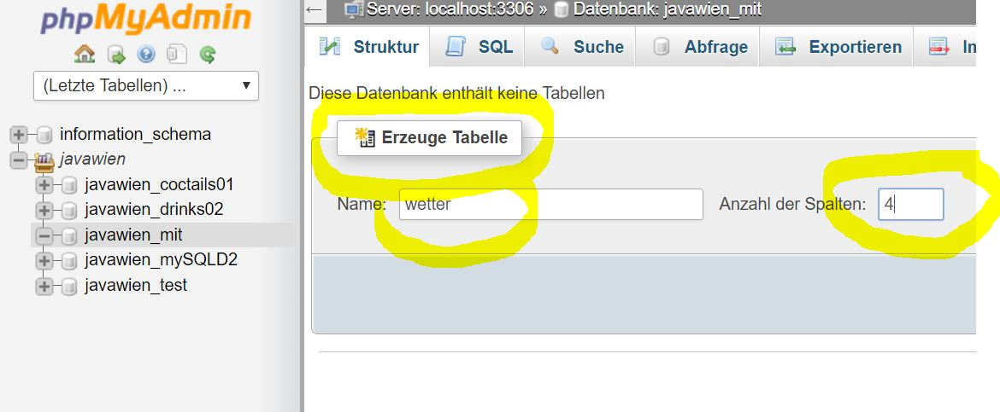 phpMyAdmin
(Letzte Tabellen) ...
information_schema
javawien
javawien_coctails01
javawien_drinks02
javawien_mit
javawien_mySQLD2
javawien_test
Server: localhost:3306 » Datenbank: javawien_mit
Struktur SQL Suche Abfrage Exportieren Im
Diese Datenbank enthält keine Tabellen
Erzeuge Tabelle
Name: wetter Anzahl der Spalten: 4